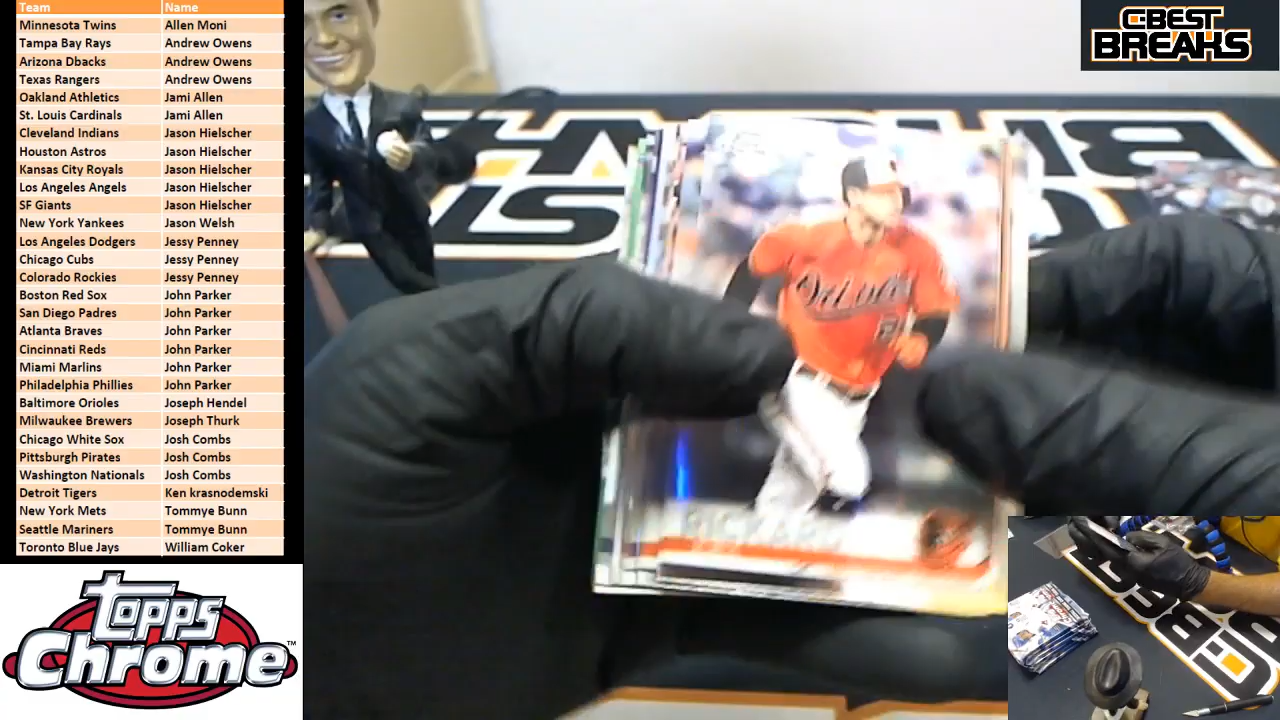 Team Name
Minnesota Twins Allen Moni
Tampa Bay Rays Andrew Owens
Arizona Dbacks Andrew Owens
Texas Rangers Andrew Owens
Oakland Athletics Jami Allen
St. Louis Cardinals Jami Allen
Cleveland Indians Jason Hielscher
Houston Astros Jason Hielscher
Kansas City Royals Jason Hielscher
Los Angeles Angels Jason Hielscher
SF Giants Jason Hielscher
New York Yankees Jason Welsh
Los Angeles Dodgers Jessy Penney
Chicago Cubs Jessy Penney
Colorado Rockies Jessy Penney
Boston Red Sox John Parker
San Diego Padres John Parker
Atlanta Braves John Parker
Cincinnati Reds John Parker
Miami Marlins John Parker
Philadelphia Phillies John Parker
Baltimore Orioles Joseph Hendel
Milwaukee Brewers Joseph Thurk
Chicago White Sox Josh Combs
Pittsburgh Pirates Josh Combs
Washington Nationals Josh Combs
Detroit Tigers Ken krasnodemski
New York Mets Tommye Bunn
Seattle Mariners Tommye Bunn
Toronto Blue Jays William Coker
Topps
Chrome™
C-BEST
BREAKS
Orioles
RICKARD